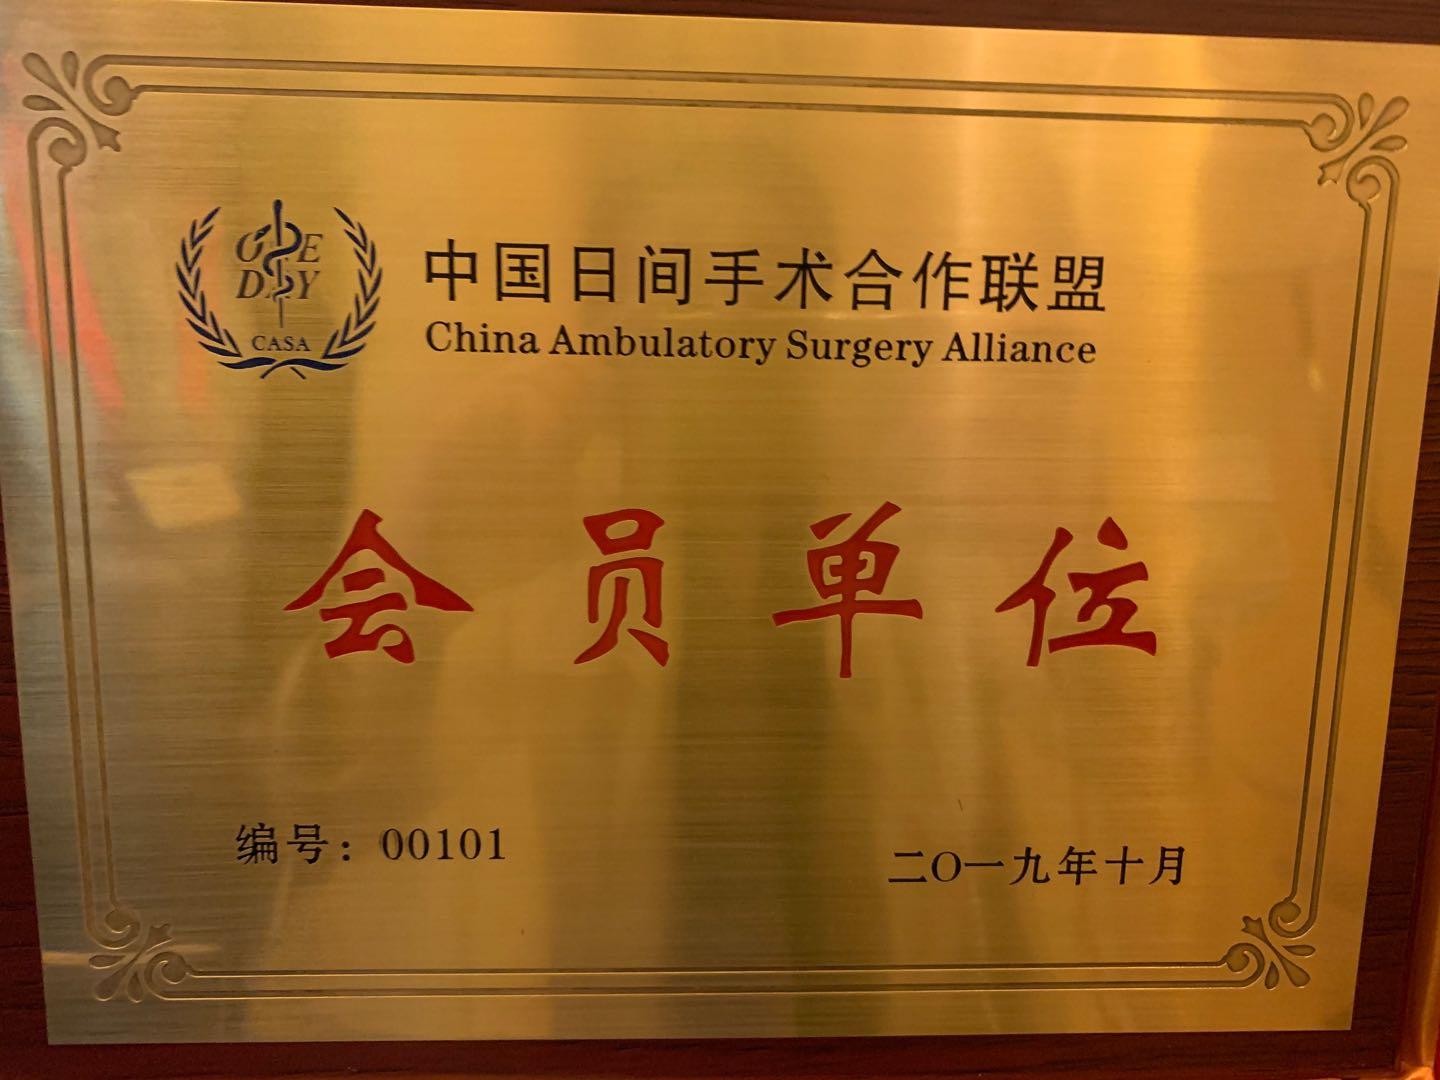 ONE
DAY
CASA
中国日间手术合作联盟
China Ambulatory Surgery Alliance
会员单位
编号：00101
二〇一九年十月